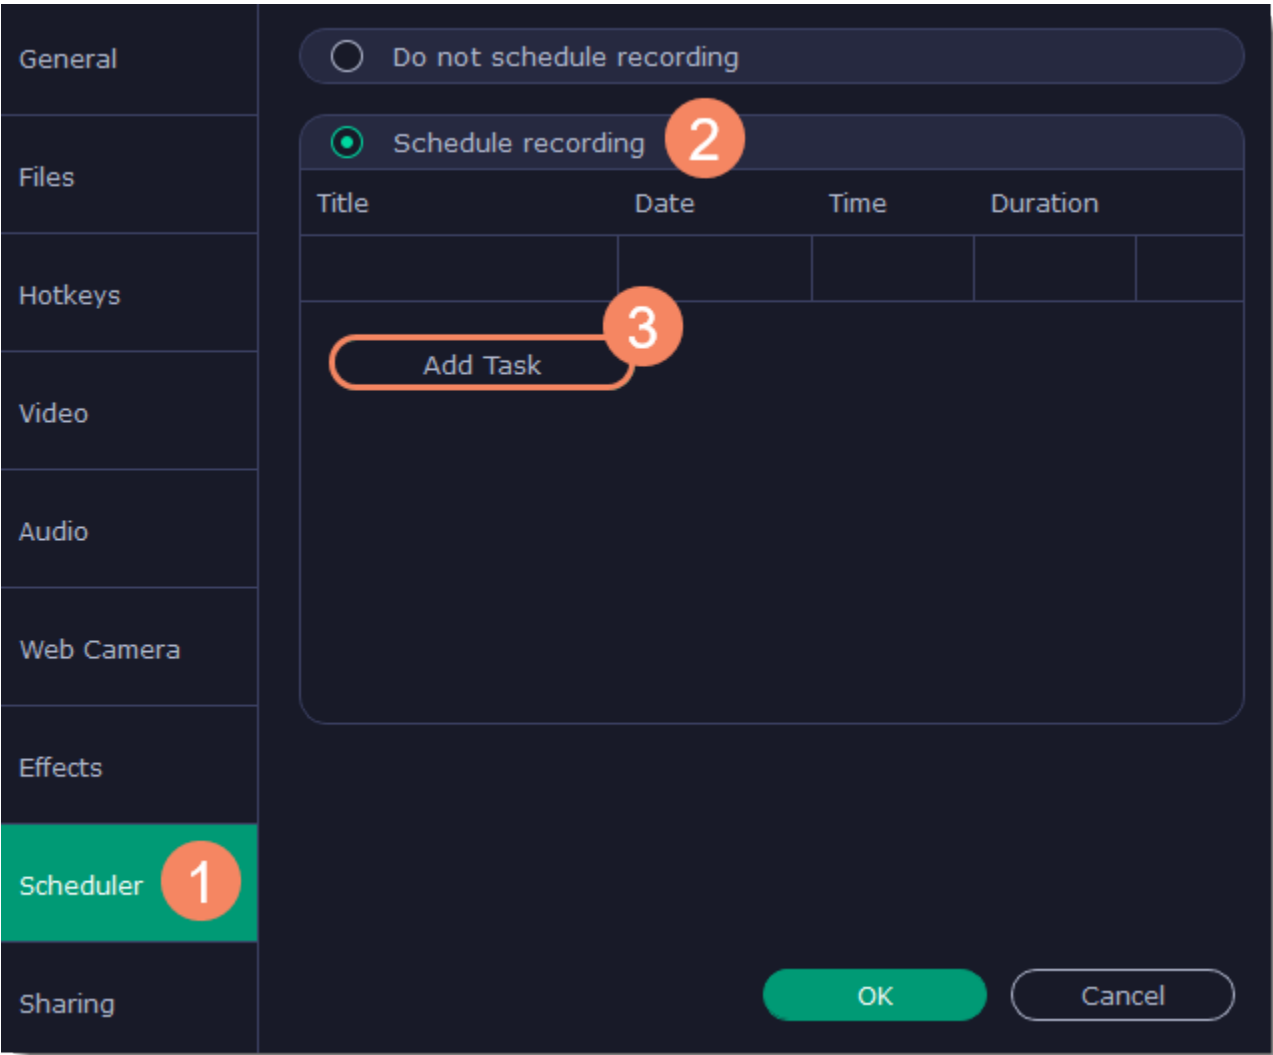 General
Files
Hotkeys
Video
Audio
Web Camera
Effects
Scheduler 1
Sharing
Do not schedule recording
Schedule recording 2
Title Date Time Duration
3
Add Task
OK Cancel